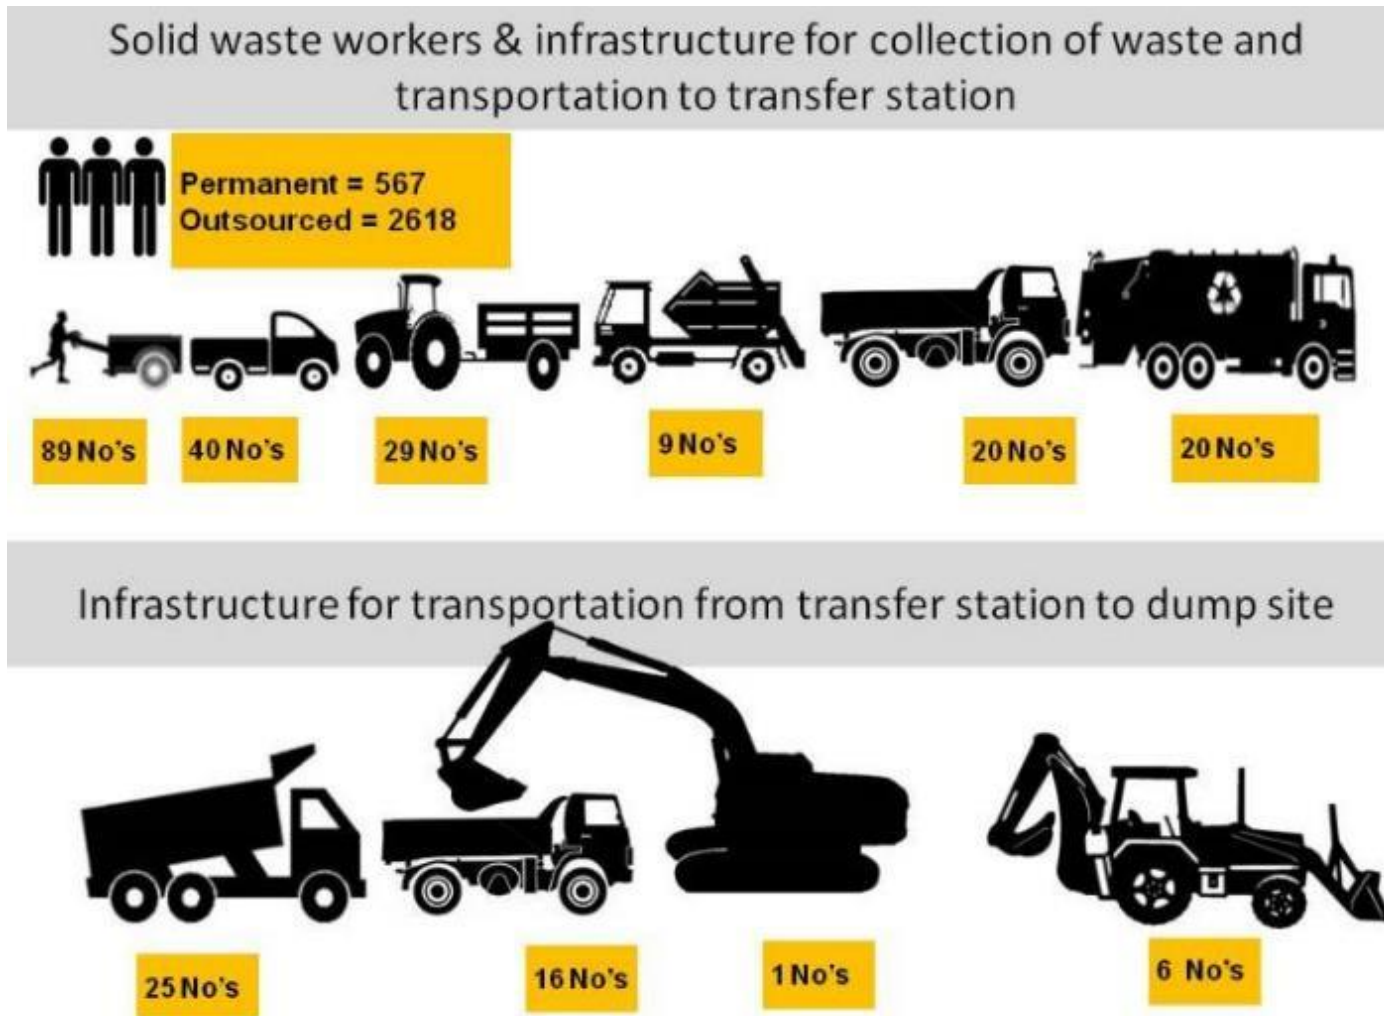 Solid waste workers & infrastructure for collection of waste and
transportation to transfer station
Permanent = 567
Outsourced = 2618
89 No's
40 No's
29 No's
9 No's
20 No's
20 No's
Infrastructure for transportation from transfer station to dump site
25 No's
16 No's
1 No's
6 No's